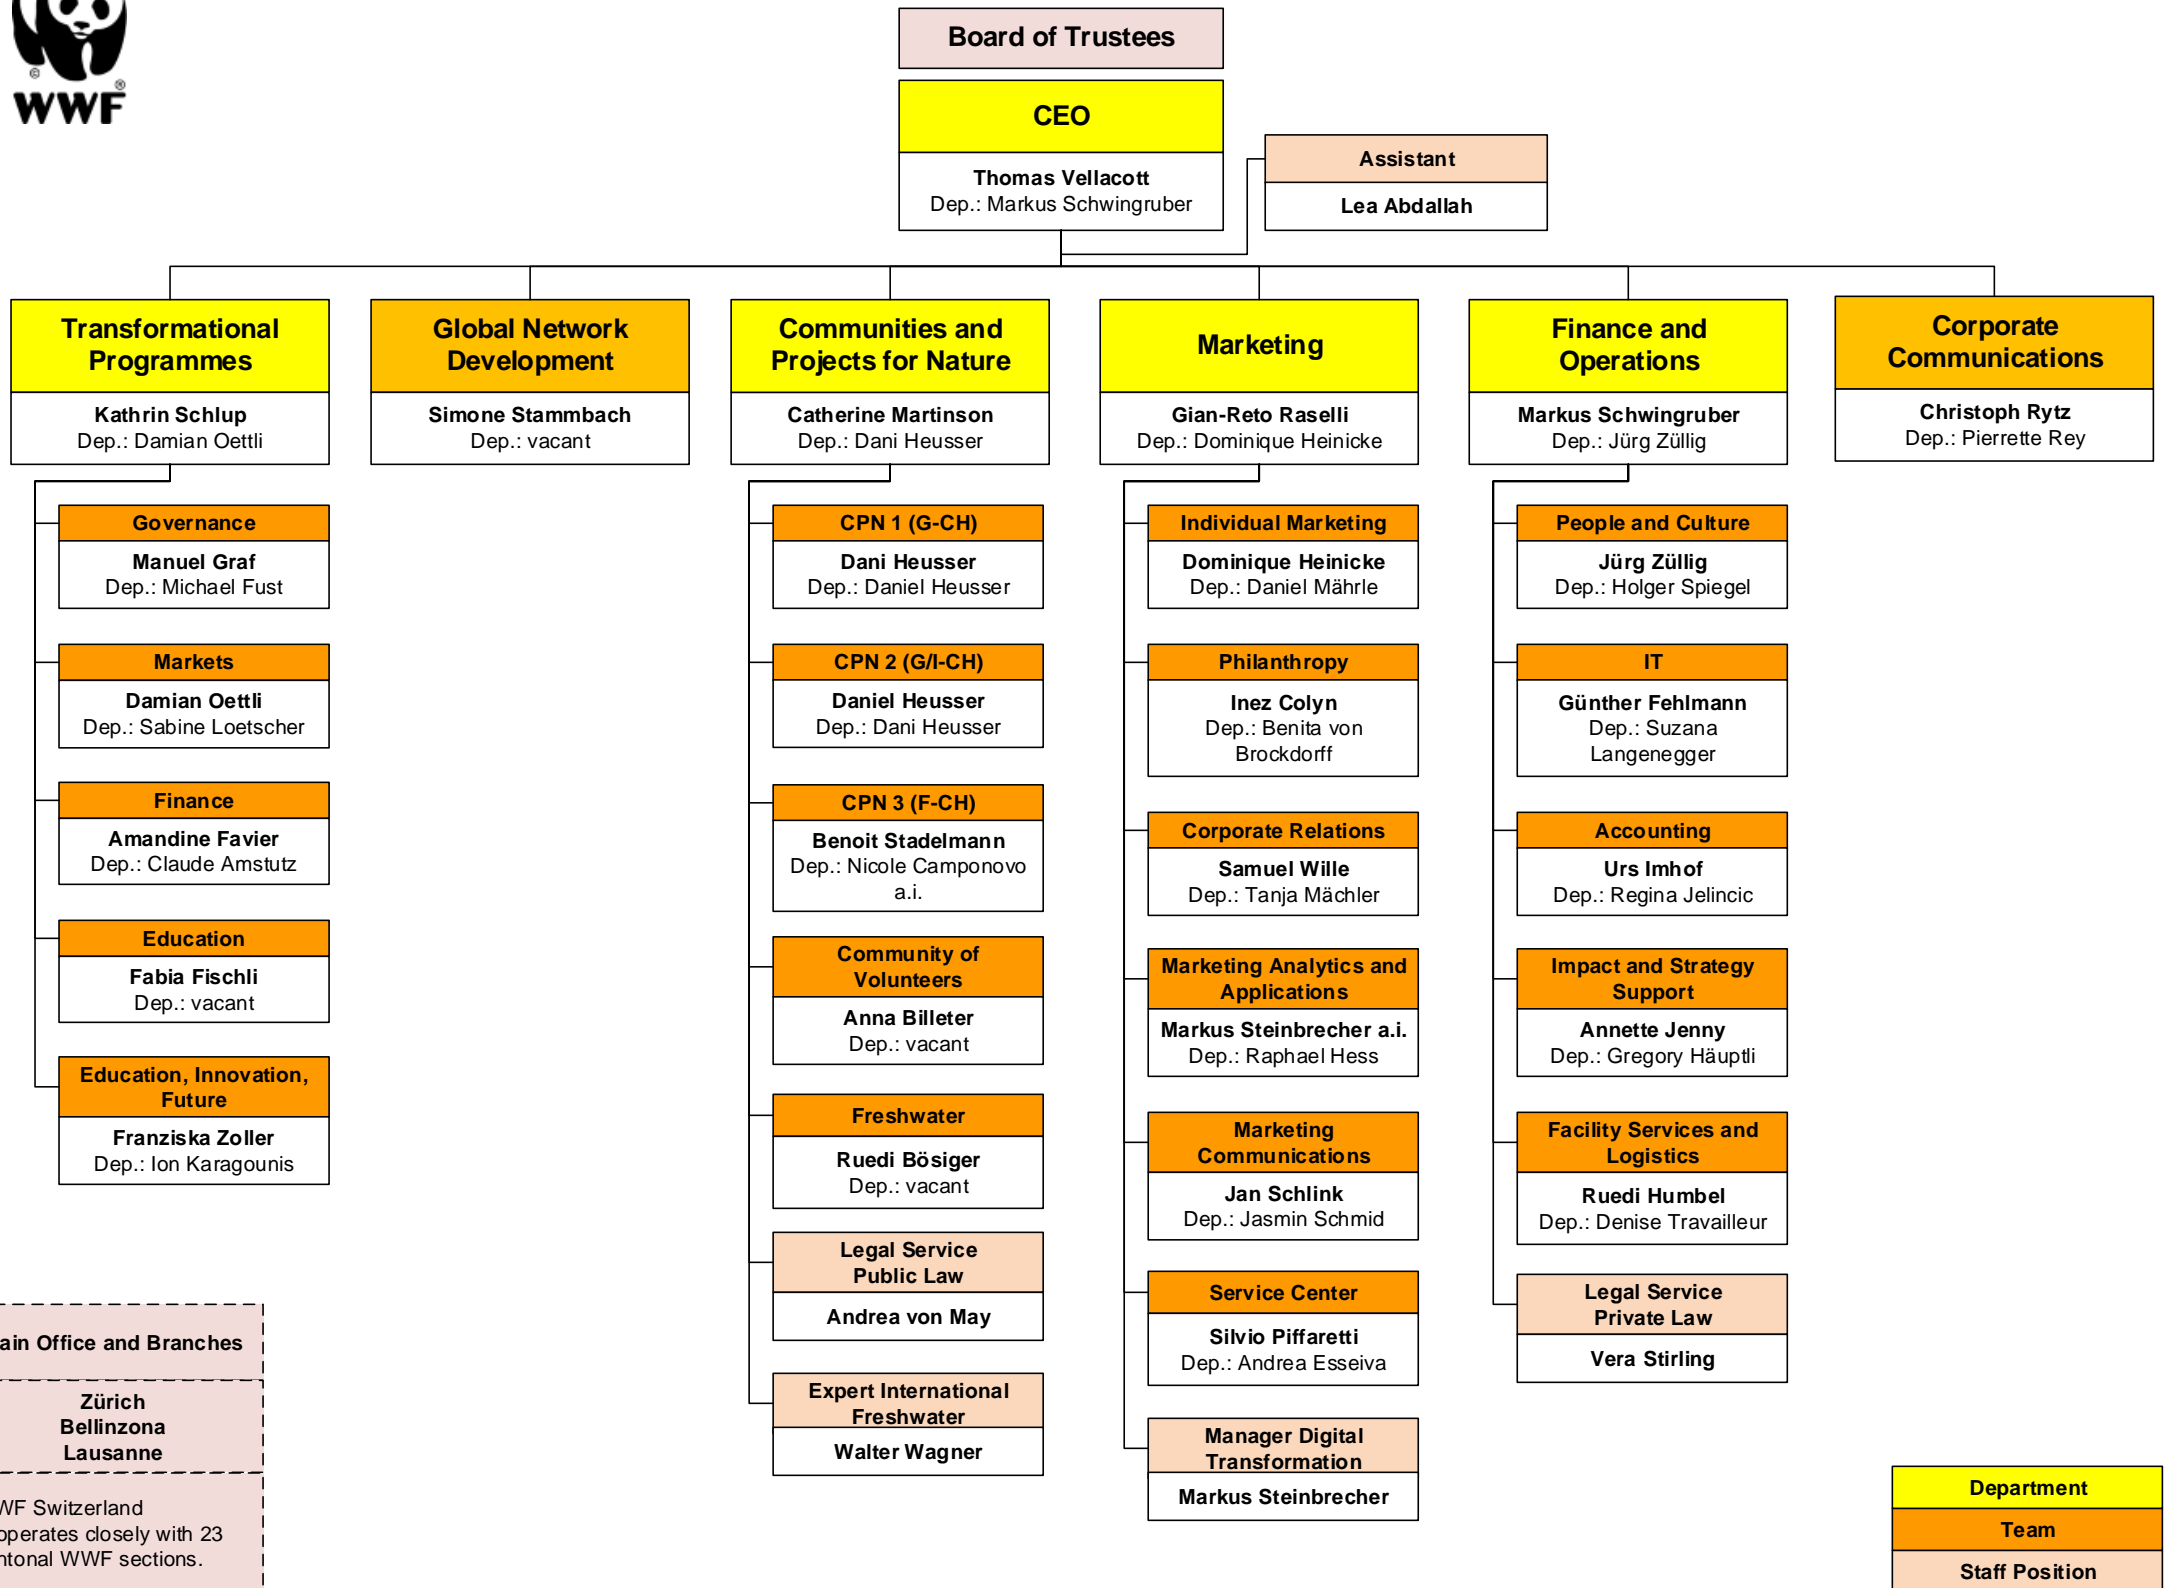 WWF
Board of Trustees
CEO
Thomas Vellacott
Dep.: Markus Schwingruber
Assistant
Lea Abdallah
Transformational
Programmes
Kathrin Schlup
Dep.: Damian Oettli
Global Network
Development
Simone Stammbach
Dep.: vacant
Communities and
Projects for Nature
Catherine Martinson
Dep.: Dani Heusser
Marketing
Gian-Reto Raselli
Dep.: Dominique Heinicke
Finance and
Operations
Markus Schwingruber
Dep.: Jürg Züllig
Corporate
Communications
Christoph Rytz
Dep.: Pierrette Rey
Governance
Manuel Graf
Dep.: Michael Fust
Markets
Damian Oettli
Dep.: Sabine Loetscher
Finance
Amandine Favier
Dep.: Claude Amstutz
Education
Fabia Fischli
Dep.: vacant
Education, Innovation,
Future
Franziska Zoller
Dep.: Ion Karagounis
CPN 1 (G-CH)
Dani Heusser
Dep.: Daniel Heusser
CPN 2 (G/I-CH)
Daniel Heusser
Dep.: Dani Heusser
CPN 3 (F-CH)
Benoit Stadelmann
Dep.: Nicole Camponovo
a.i.
Community of
Volunteers
Anna Billeter
Dep.: vacant
Freshwater
Ruedi Bösiger
Dep.: vacant
Legal Service
Public Law
Andrea von May
Expert International
Freshwater
Walter Wagner
Individual Marketing
Dominique Heinicke
Dep.: Daniel Mährle
Philanthropy
Inez Colyn
Dep.: Benita von
Brockdorff
Corporate Relations
Samuel Wille
Dep.: Tanja Mächler
Marketing Analytics and
Applications
Markus Steinbrecher a.i.
Dep.: Raphael Hess
Marketing
Communications
Jan Schlink
Dep.: Jasmin Schmid
Service Center
Silvio Piffaretti
Dep.: Andrea Esseiva
Manager Digital
Transformation
Markus Steinbrecher
People and Culture
Jürg Züllig
Dep.: Holger Spiegel
IT
Günther Fehlmann
Dep.: Suzana
Langenegger
Accounting
Urs Imhof
Dep.: Regina Jelincic
Impact and Strategy
Support
Annette Jenny
Dep.: Gregory Häuptli
Facility Services and
Logistics
Ruedi Humbel
Dep.: Denise Travailleur
Legal Service
Private Law
Vera Stirling
ain Office and Branches
Zürich
Bellinzona
Lausanne
WF Switzerland
operates closely with 23
ntonal WWF sections.
Department
Team
Staff Position